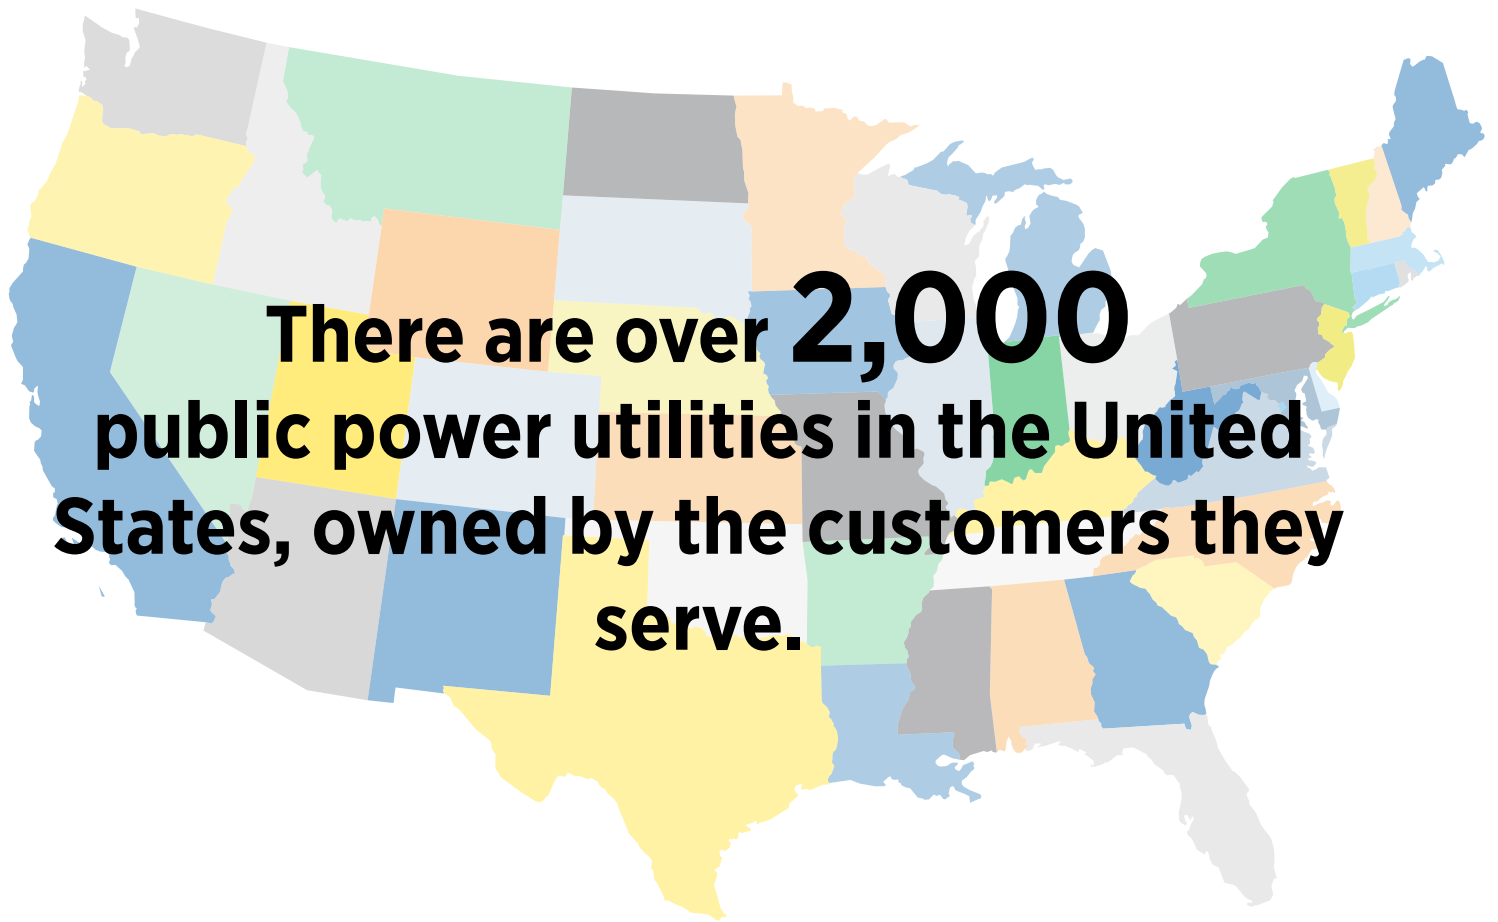 There are over 2,000
public power utilities in the United
States, owned by the customers they
serve.